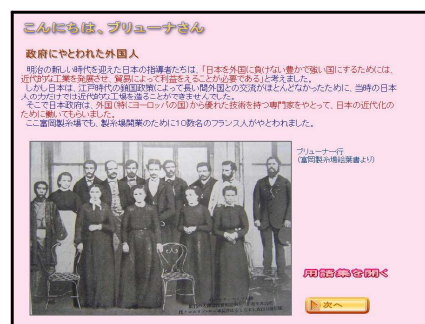 こんにちは、ブリューナさん
政府にやとわれた外国人
明治の新しい時代を迎えた日本の指導者たちは、「日本を外国に負けない豊かで強い国にするためには、
近代的な工業を発展させ、貿易によって利益をえることが必要である」と考えました。
しかし日本は、江戸時代の鎖国政策によって長い間外国との交流がほとんどなかったために、当時の日本
人の力だけでは近代的な工場を造ることができませんでした。
そこで日本政府は、外国(特にヨーロッパの国)から優れた技術を持つ専門家をやとって、日本の近代化の
ために働いてもらいました。
ここ富岡製糸場でも、製糸場開業のために10数名のフランス人がやとわれました。
ブリューナ一行
(富岡製糸場絵葉書より)
用語集を開く
次へ